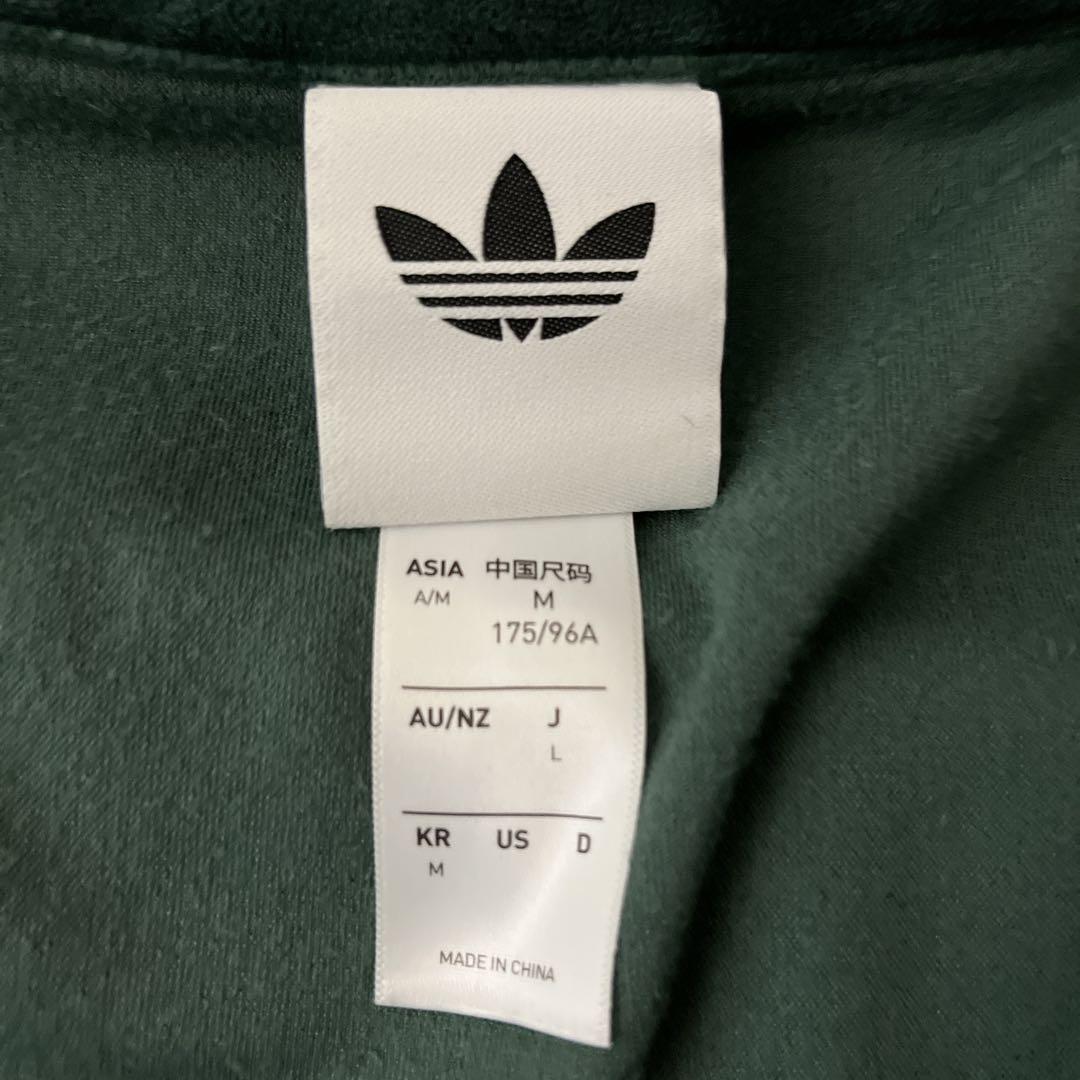 ASIA 中国尺码
A/M M
175/96A
AU/NZ J
L
KR US D
M
MADE IN CHINA